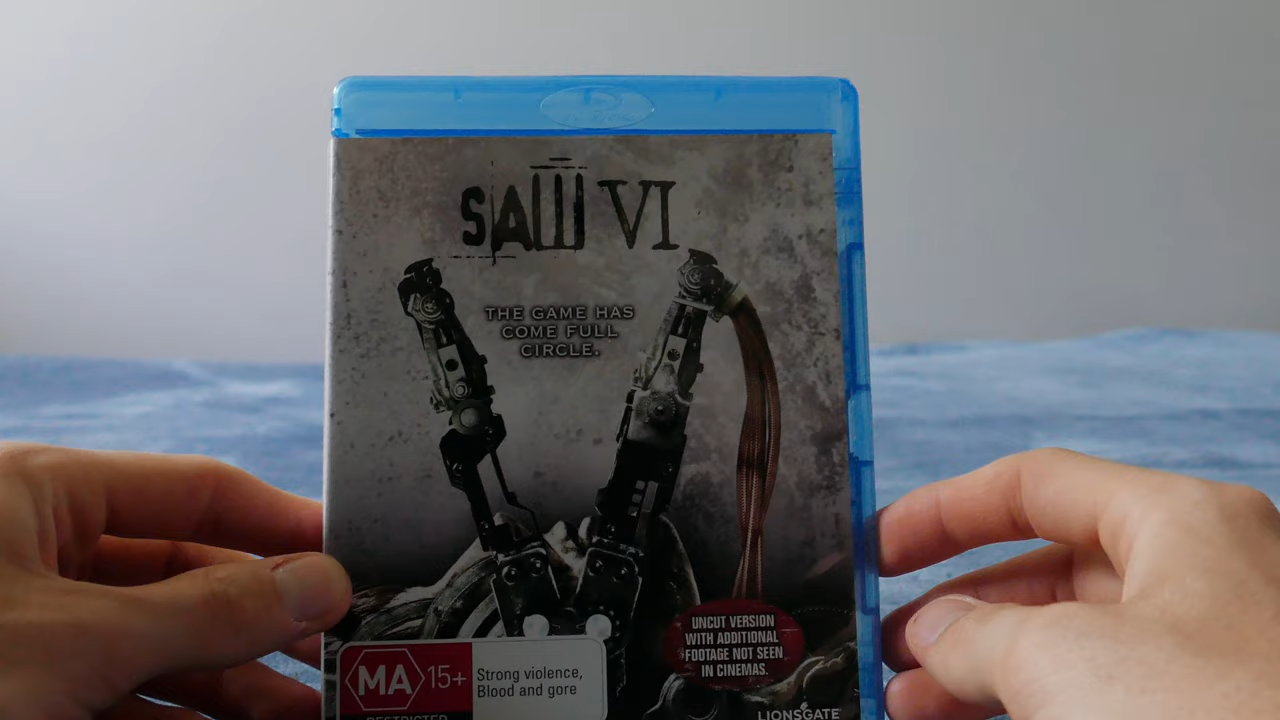 SAW VI
THE GAME HAS
COME FULL
CIRCLE.
UNCUT VERSION
WITH ADDITIONAL
FOOTAGE NOT SEEN
IN CINEMAS.
MA 15+
Strong violence,
Blood and gore
RESTRICTED
LIONSGATE